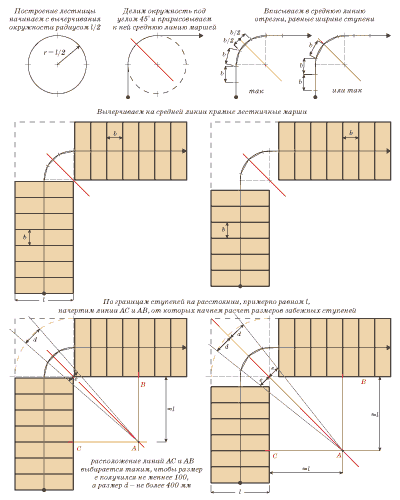 Построение лестницы
начинаем с вычерчивания
окружности радиусом l/2
r = l/2
Делим окружность под
углом 45° и пририсовываем
к ней среднюю линию маршей
Вписываем в среднюю линию
отрезки, равные ширине ступени
b/2
b/2
b
b
так
b
b
b
или так
Вычерчиваем на средней линии прямые лестничные марши
b
b
l
b
b
По границам ступеней на расстоянии, примерно равном l,
начертим линии AC и AB, от которых начнем расчет размеров забежных ступеней
d
e
B
≈l
C
A
расположение линий AC и AB
выбирается таким, чтобы размер
e получился не меннее 100,
а размер d – не более 400 мм
d
e
B
≈l
C
A
≈l